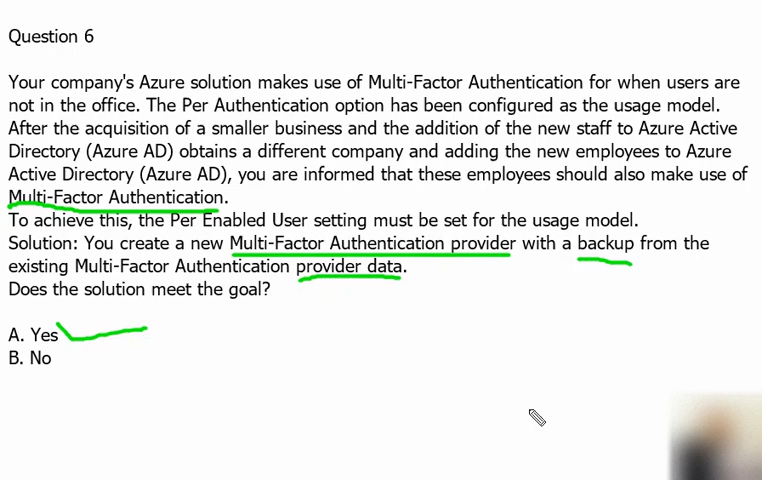 Question 6
Your company's Azure solution makes use of Multi-Factor Authentication for when users are
not in the office. The Per Authentication option has been configured as the usage model.
After the acquisition of a smaller business and the addition of the new staff to Azure Active
Directory (Azure AD) obtains a different company and adding the new employees to Azure
Active Directory (Azure AD), you are informed that these employees should also make use of
Multi-Factor Authentication.
To achieve this, the Per Enabled User setting must be set for the usage model.
Solution: You create a new Multi-Factor Authentication provider with a backup from the
existing Multi-Factor Authentication provider data.
Does the solution meet the goal?
A. Yes
B. No